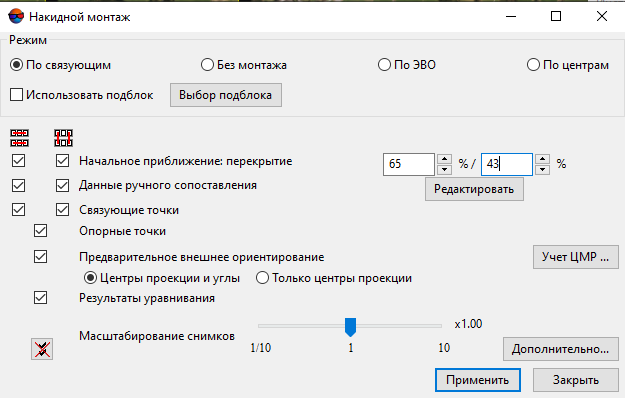 Накидной монтаж
Режим
По связующим Без монтажа По ЭВО По центрам
Использовать подблок Выбор подблока
Начальное приближение: перекрытие 65 % / 43 %
Данные ручного сопоставления Редактировать
Связующие точки
Опорные точки
Предварительное внешнее ориентирование Учет ЦМР ...
Центры проекции и углы Только центры проекции
Результаты уравнивания
Масштабирование снимков x1.00
1/10 1 10 Дополнительно...
Применить Закрыть